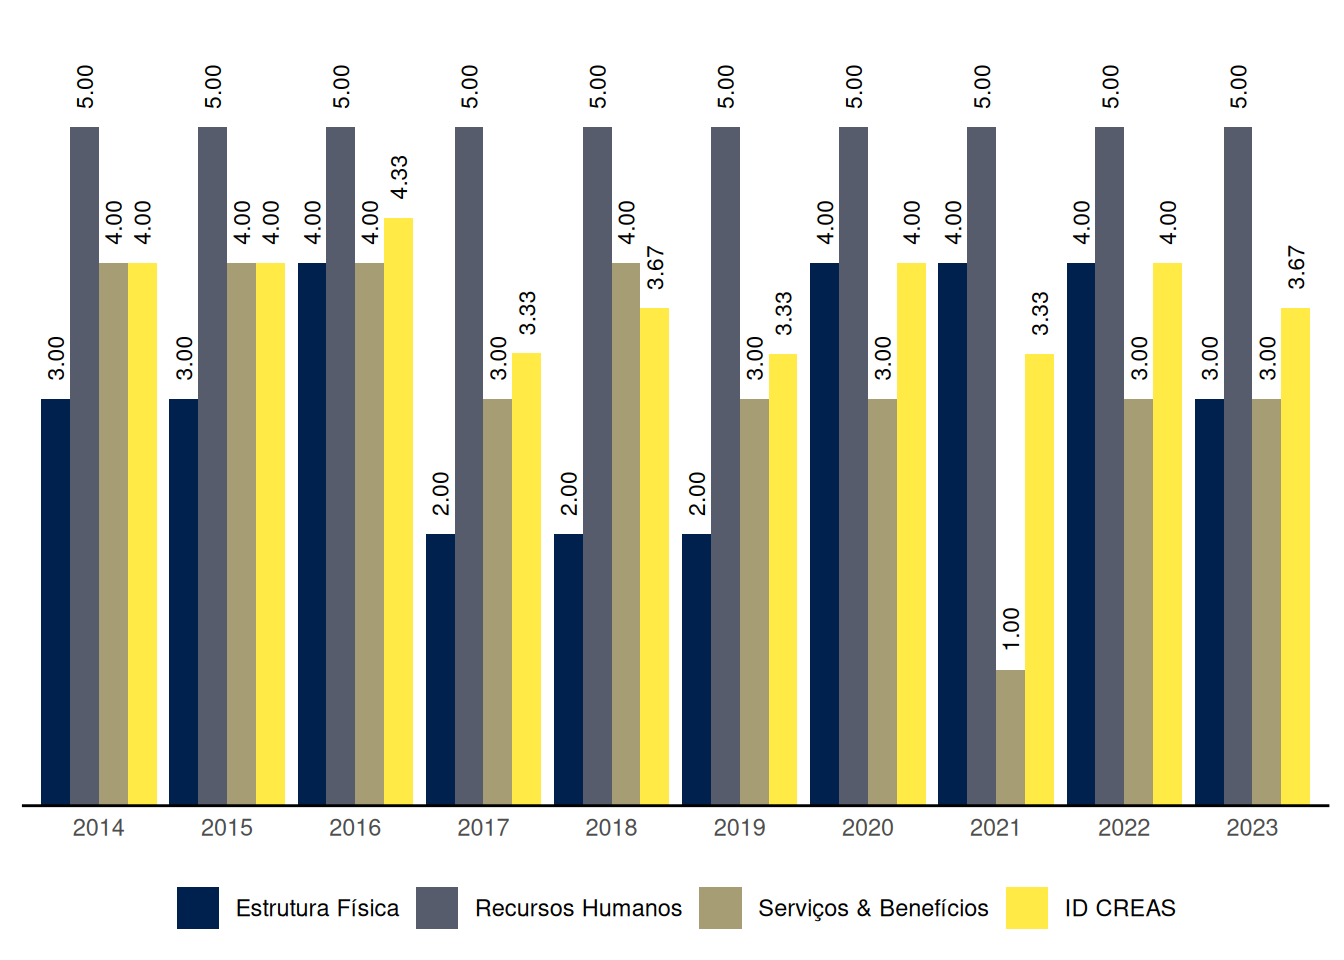 5.00 5.00 5.00 5.00 5.00 5.00 5.00 5.00 5.00 5.00
4.33
4.00 4.00 4.00 4.00 4.00 4.00 4.00 4.00 4.00 4.00 4.00 4.00
3.67 3.67
3.33 3.33 3.33
3.00 3.00 3.00 3.00 3.00 3.00 3.00 3.00
2.00 2.00 2.00
1.00
2014 2015 2016 2017 2018 2019 2020 2021 2022 2023
Estrutura Física Recursos Humanos Serviços & Benefícios ID CREAS